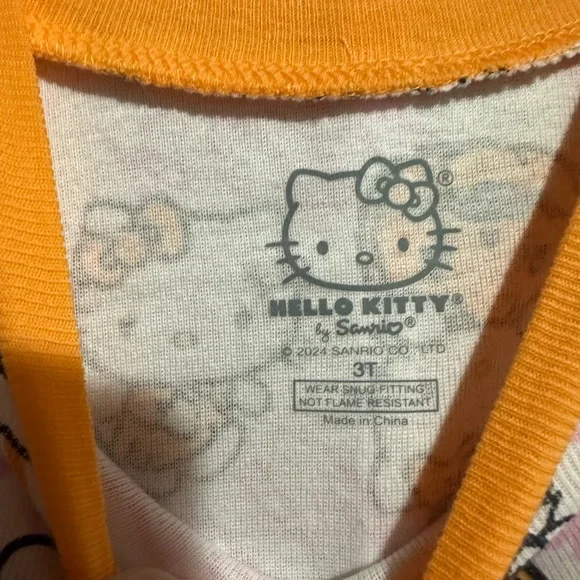 ®
HELLO KITTY®
by Sanrio®
© 2024 SANRIO CO., LTD
3T
WEAR SNUG-FITTING
NOT FLAME RESISTANT
Made in China